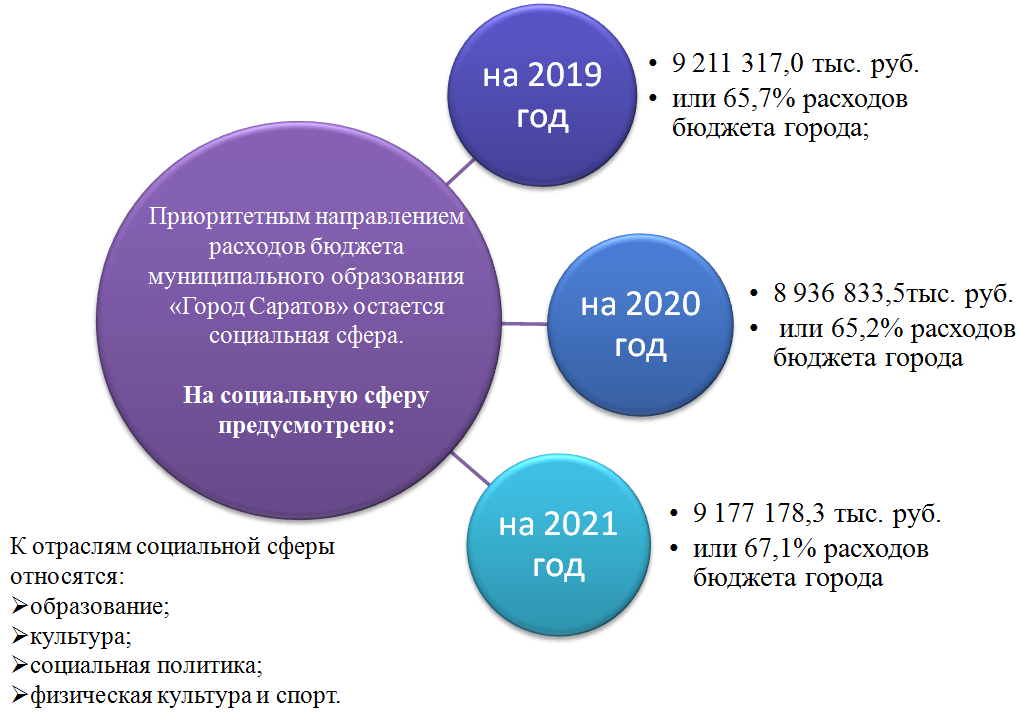 Приоритетным направлением
расходов бюджета
муниципального образования
«Город Саратов» остается
социальная сфера.
На социальную сферу
предусмотрено:
на 2019
год
• 9 211 317,0 тыс. руб.
• или 65,7% расходов
бюджета города;
на 2020
год
• 8 936 833,5тыс. руб.
• или 65,2% расходов
бюджета города
на 2021
год
• 9 177 178,3 тыс. руб.
• или 67,1% расходов
бюджета города
К отраслям социальной сферы
относятся:
➢образование;
➢культура;
➢социальная политика;
➢физическая культура и спорт.